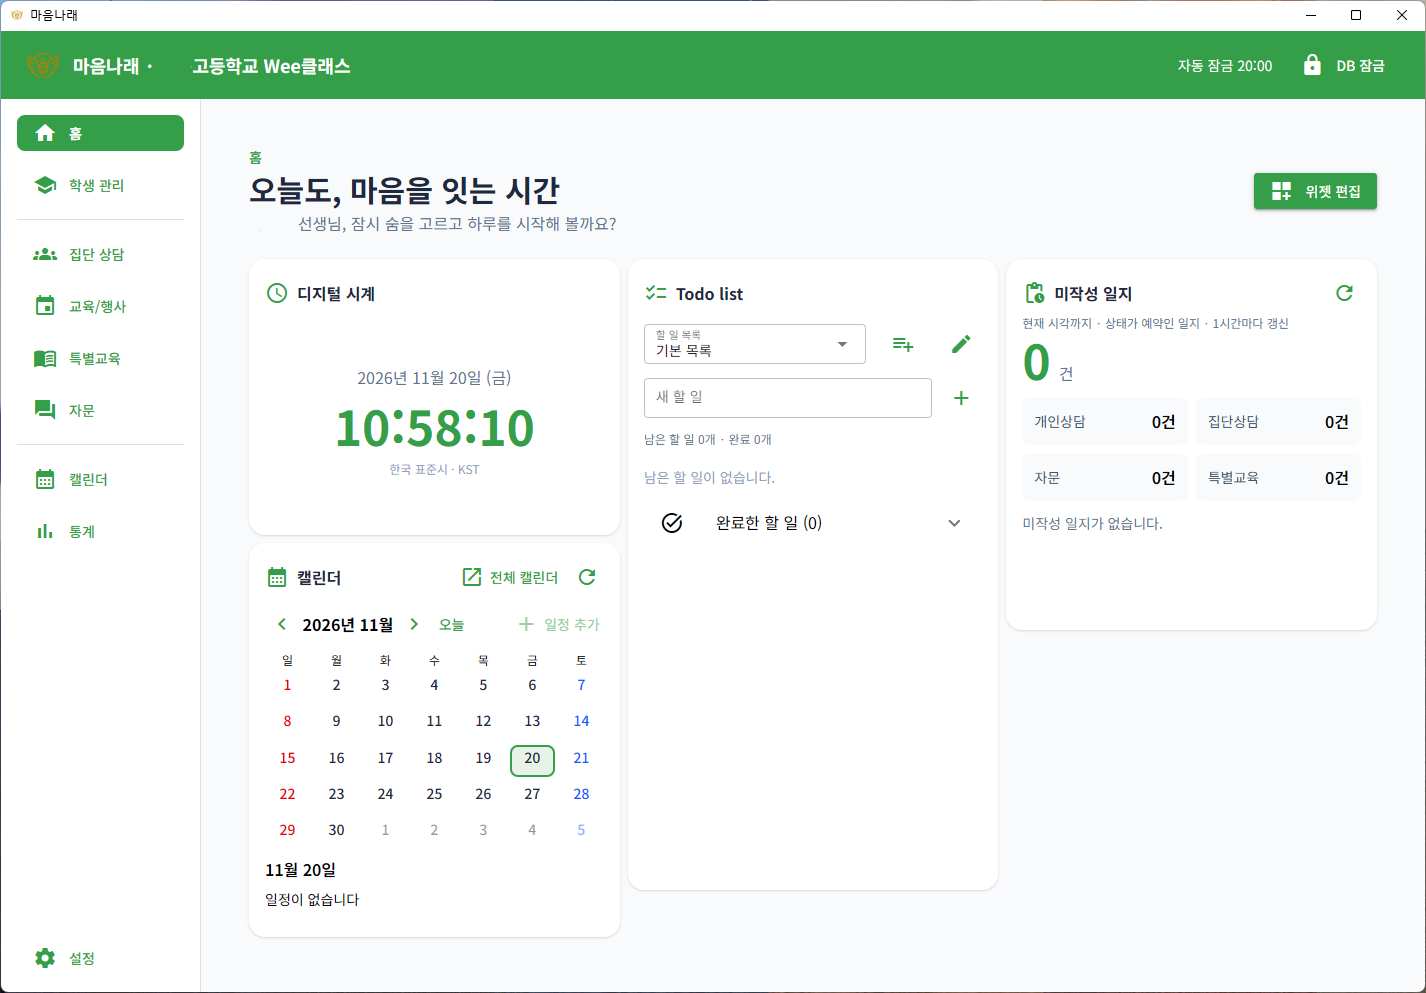 마음나래
마음나래 · 고등학교 Wee클래스
자동 잠금 20:00
DB 잠금
홈
학생 관리
집단 상담
교육/행사
특별교육
자문
캘린더
통계
설정
홈
오늘도, 마음을 잇는 시간
선생님, 잠시 숨을 고르고 하루를 시작해 볼까요?
위젯 편집
디지털 시계
2026년 11월 20일 (금)
10:58:10
한국 표준시 · KST
캘린더
전체 캘린더
2026년 11월
오늘
일정 추가
일 월 화 수 목 금 토
1 2 3 4 5 6 7
8 9 10 11 12 13 14
15 16 17 18 19 20 21
22 23 24 25 26 27 28
29 30 1 2 3 4 5
11월 20일
일정이 없습니다
Todo list
할 일 목록
기본 목록
새 할 일
남은 할 일 0개 · 완료 0개
남은 할 일이 없습니다.
완료한 할 일 (0)
미작성 일지
현재 시각까지 · 상태가 예약인 일지 · 1시간마다 갱신
0 건
개인상담 0건
집단상담 0건
자문 0건
특별교육 0건
미작성 일지가 없습니다.